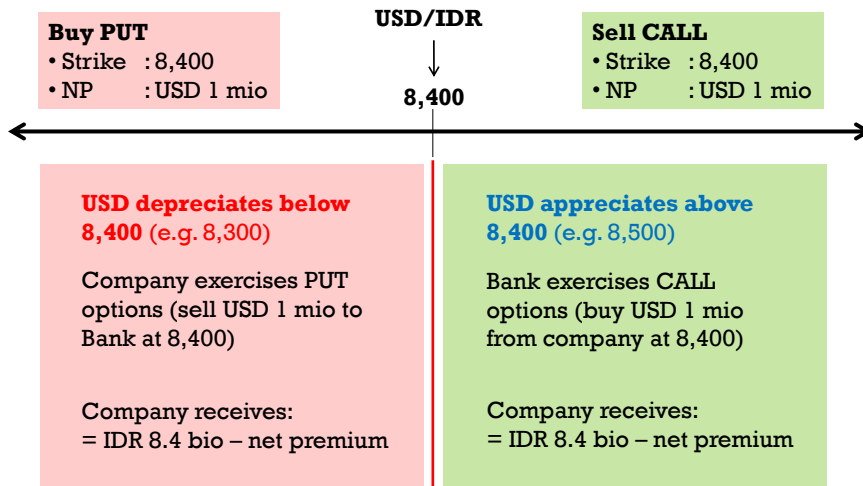 Buy PUT
• Strike : 8,400
• NP : USD 1 mio
USD/IDR
8,400
Sell CALL
• Strike : 8,400
• NP : USD 1 mio
USD depreciates below
8,400 (e.g. 8,300)
Company exercises PUT
options (sell USD 1 mio to
Bank at 8,400)
Company receives:
= IDR 8.4 bio – net premium
USD appreciates above
8,400 (e.g. 8,500)
Bank exercises CALL
options (buy USD 1 mio
from company at 8,400)
Company receives:
= IDR 8.4 bio – net premium